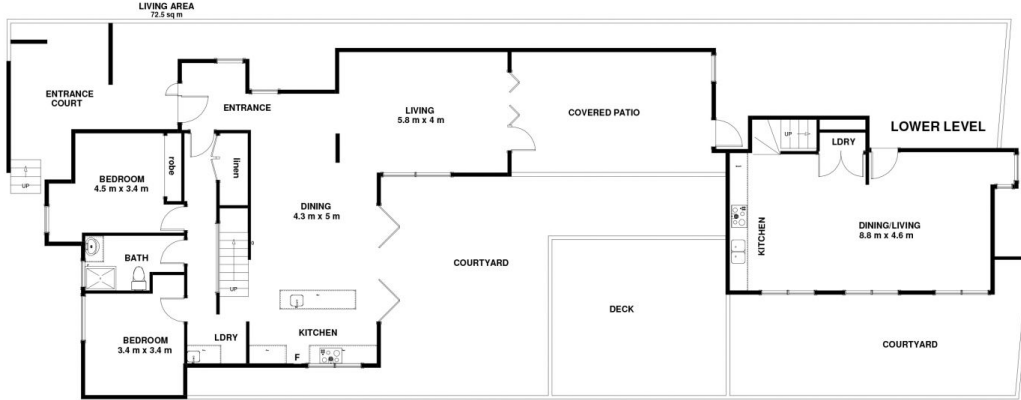 LIVING AREA
72.5 sq m
ENTRANCE
COURT
UP
ENTRANCE
LIVING
5.8 m x 4 m
COVERED PATIO
LOWER LEVEL
UP
LDRY
BEDROOM
4.5 m x 3.4 m
robe
linen
DINING
4.3 m x 5 m
DINING/LIVING
8.8 m x 4.6 m
KITCHEN
BATH
UP
COURTYARD
DECK
KITCHEN
LDRY
F
BEDROOM
3.4 m x 3.4 m
COURTYARD